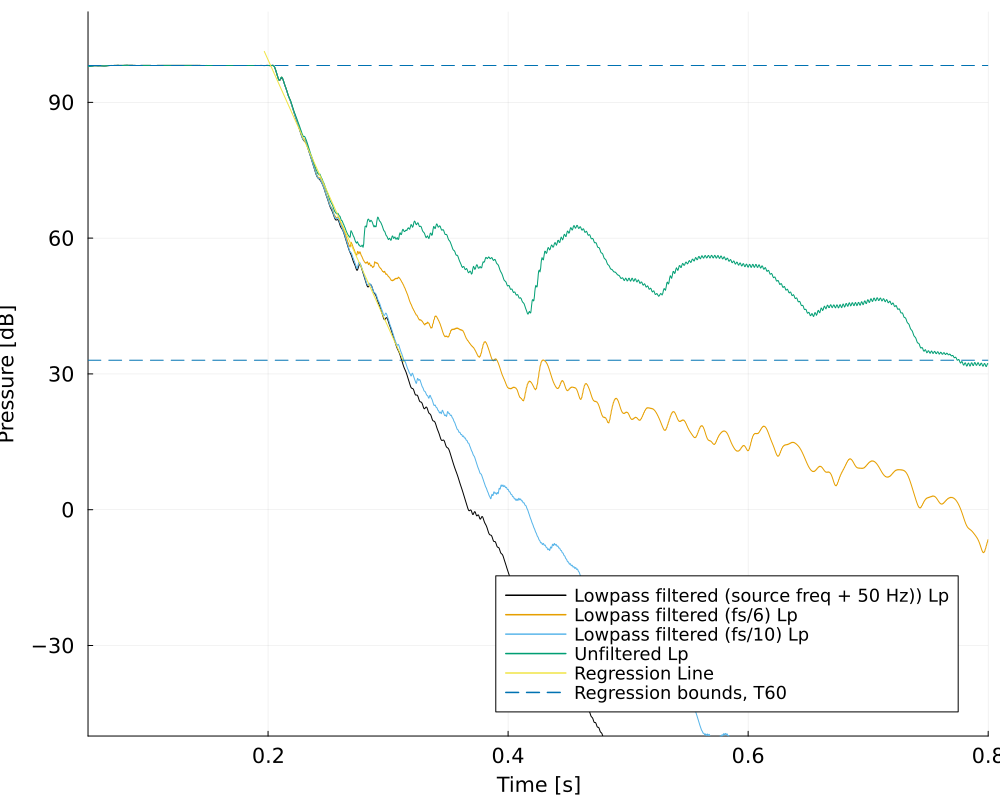 Pressure [dB]
90
60
30
0
−30
0.2
0.4
0.6
0.8
Time [s]
Lowpass filtered (source freq + 50 Hz)) Lp
Lowpass filtered (fs/6) Lp
Lowpass filtered (fs/10) Lp
Unfiltered Lp
Regression Line
Regression bounds, T60